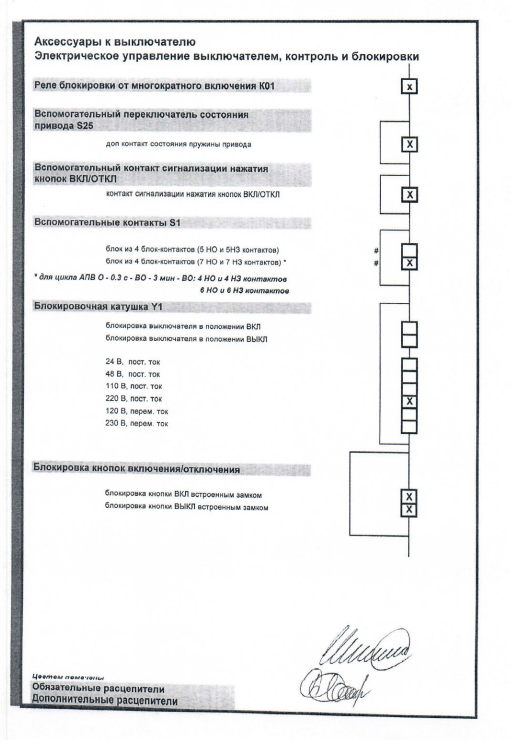 Аксессуары к выключателю
Электрическое управление выключателем, контроль и блокировки
Реле блокировки от многократного включения К01
X
Вспомогательный переключатель состояния
привода S25
доп контакт состояния пружины привода
X
Вспомогательный контакт сигнализации нажатия
кнопок ВКЛ/ОТКЛ
контакт сигнализации нажатия кнопок ВКЛ/ОТКЛ
X
Вспомогательные контакты S1
блок из 4 блок-контактов (5 НО и 5НЗ контактов) #
блок из 4 блок-контактов (7 НО и 7 НЗ контактов) * # X
* для цикла АПВ О - 0.3 с - ВО - 3 мин - ВО: 4 НО и 4 НЗ контактов
6 НО и 6 НЗ контактов
Блокировочная катушка Y1
блокировка выключателя в положении ВКЛ
блокировка выключателя в положении ВЫКЛ
24 В, пост. ток
48 В, пост. ток
110 В, пост. ток
220 В, пост. ток X
120 В, перем. ток
230 В, перем. ток
Блокировка кнопок включения/отключения
блокировка кнопки ВКЛ встроенным замком X
блокировка кнопки ВЫКЛ встроенным замком X
Цветом помечены
Обязательные расцепители
Дополнительные расцепители